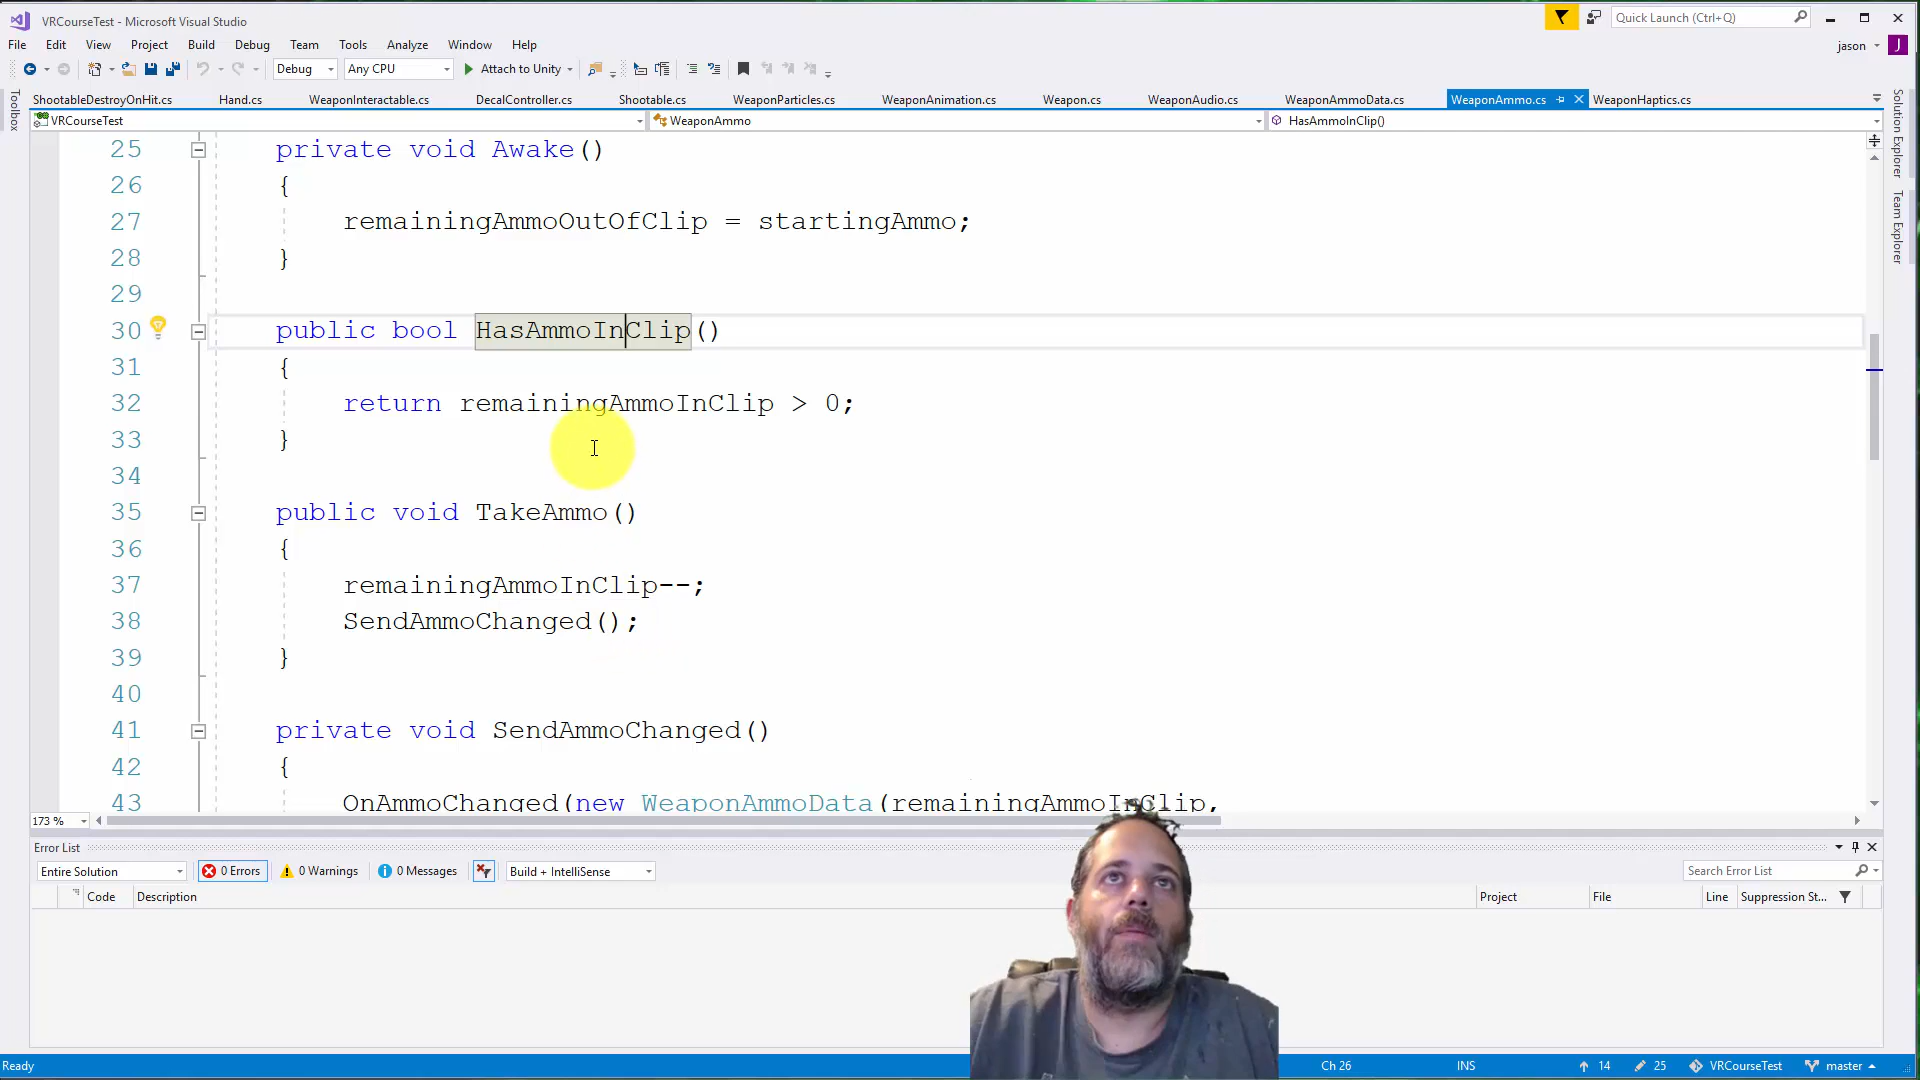 VRCourseTest - Microsoft Visual Studio
Quick Launch (Ctrl+Q)
File Edit View Project Build Debug Team Tools Analyze Window Help
jason J
Debug Any CPU Attach to Unity
ShootableDestroyOnHit.cs Hand.cs WeaponInteractable.cs DecalController.cs Shootable.cs WeaponParticles.cs WeaponAnimation.cs Weapon.cs WeaponAudio.cs WeaponAmmoData.cs WeaponAmmo.cs WeaponHaptics.cs
VRCourseTest WeaponAmmo HasAmmoInClip()
Toolbox
Solution Explorer
Team Explorer
25 private void Awake()
26 {
27 remainingAmmoOutOfClip = startingAmmo;
28 }
29
30 public bool HasAmmoInClip()
31 {
32 return remainingAmmoInClip > 0;
33 }
34
35 public void TakeAmmo()
36 {
37 remainingAmmoInClip--;
38 SendAmmoChanged();
39 }
40
41 private void SendAmmoChanged()
42 {
43 OnAmmoChanged(new WeaponAmmoData(remainingAmmoInClip,
173 %
Error List
Entire Solution 0 Errors 0 Warnings 0 Messages Build + IntelliSense Search Error List
Code Description Project File Line Suppression St...
Ready Ch 26 INS 14 25 VRCourseTest master